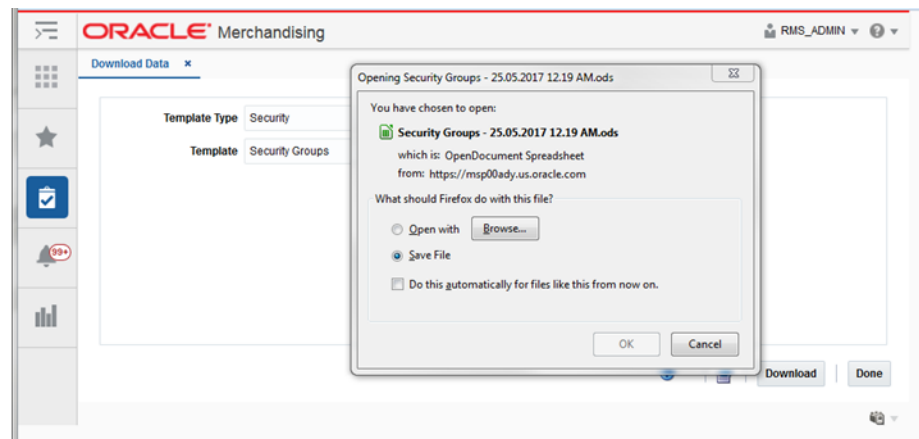 ORACLE® Merchandising
RMS_ADMIN
Download Data ×
Template Type Security
Template Security Groups
99+
Opening Security Groups - 25.05.2017 12.19 AM.ods
You have chosen to open:
Security Groups - 25.05.2017 12.19 AM.ods
which is: OpenDocument Spreadsheet
from: https://msp00ady.us.oracle.com
What should Firefox do with this file?
Open with Browse...
Save File
Do this automatically for files like this from now on.
OK Cancel
Download Done